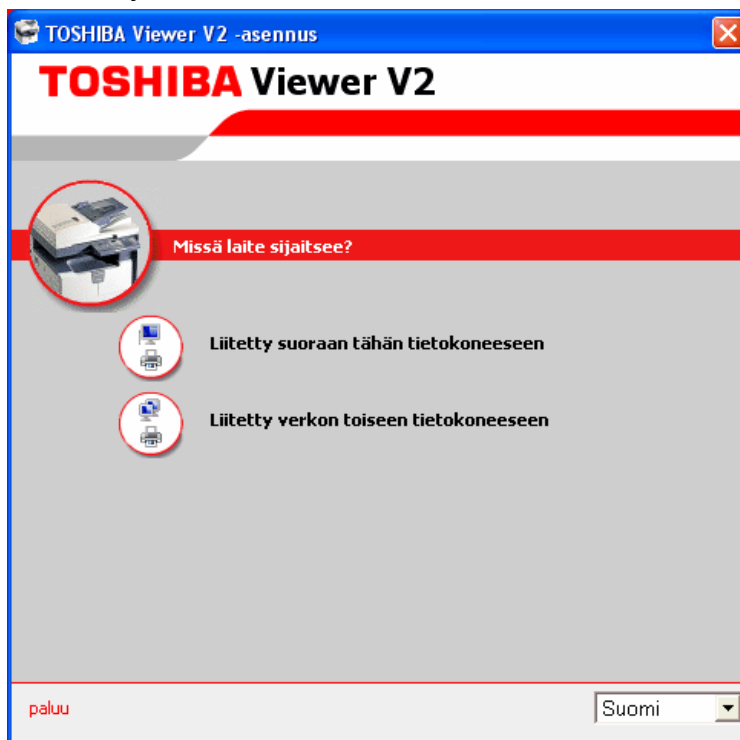 TOSHIBA Viewer V2 -asennus
TOSHIBA Viewer V2
Missä laite sijaitsee?
Liitetty suoraan tähän tietokoneeseen
Liitetty verkon toiseen tietokoneeseen
paluu
Suomi